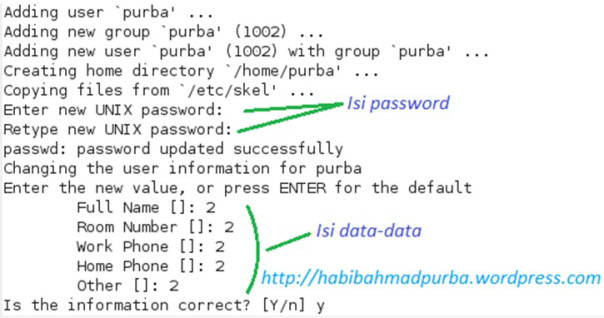 Adding user `purba' ...
Adding new group `purba' (1002) ...
Adding new user `purba' (1002) with group `purba' ...
Creating home directory `/home/purba' ...
Copying files from `/etc/skel' ...
Enter new UNIX password:
Isi password
Retype new UNIX password:
passwd: password updated successfully
Changing the user information for purba
Enter the new value, or press ENTER for the default
Full Name []: 2
Room Number []: 2
Isi data-data
Work Phone []: 2
Home Phone []: 2
http://habibahmadpurba.wordpress.com
Other []: 2
Is the information correct? [Y/n] y